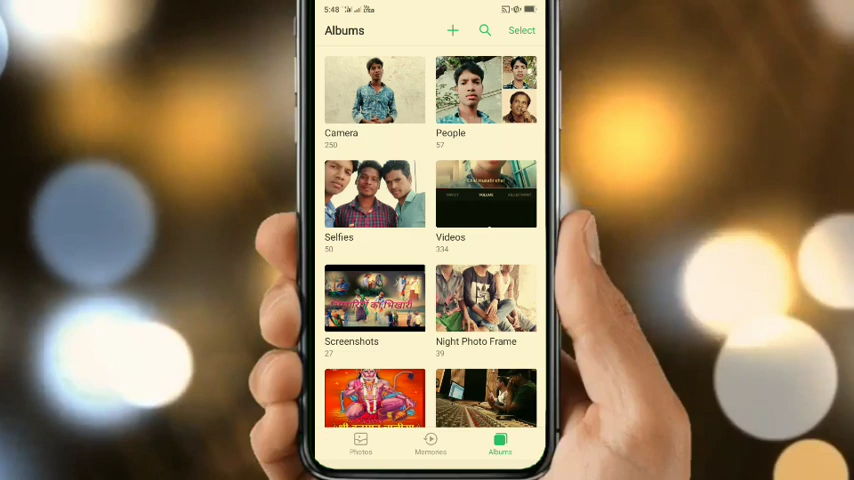 5:48
Albums
Select
Camera
250
People
57
Selfies
50
Videos
334
Screenshots
27
Night Photo Frame
39
श्री हनुमान चालीसा
Photos
Memories
Albums